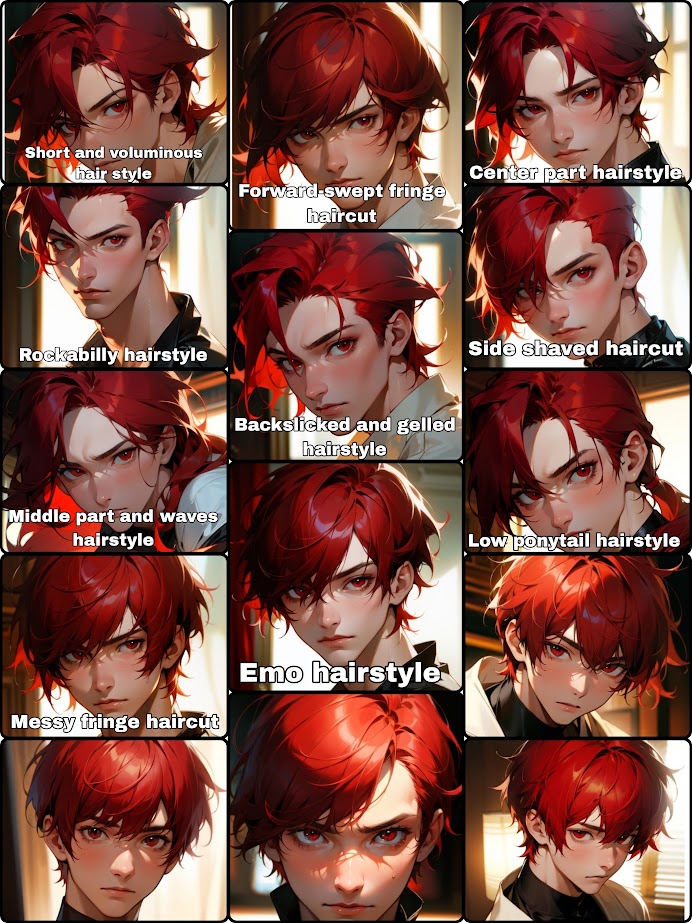 Short and voluminous
hair style
Forward-swept fringe
haircut
Center part hairstyle
Rockabilly hairstyle
Backslicked and gelled
hairstyle
Side shaved haircut
Middle part and waves
hairstyle
Low ponytail hairstyle
Emo hairstyle
Messy fringe haircut